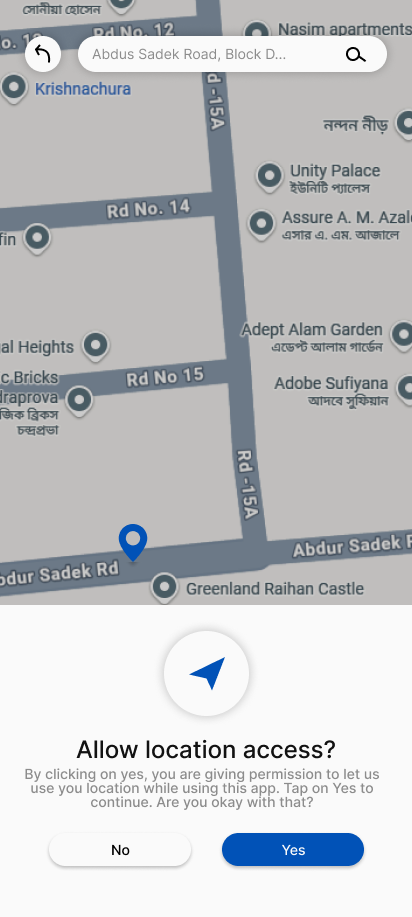 সোনীয়া হোসেন
Rd No. 12
Nasim apartments
Abdus Sadek Road, Block D...
Krishnachura
Rd -15A
নন্দন নীড়
Unity Palace
ইউনিটি প্যালেস
Rd No. 14
Assure A. M. Azal
এসার এ. এম. আজালে
fin
Adept Alam Garden
এডেপ্ট আলাম গার্ডেন
al Heights
Rd No 15
c Bricks
draprova
জিক ব্রিকস
চন্দ্রপ্রভা
Adobe Sufiyana
আদবে সুফিয়ান
Rd -15A
Abdur Sadek R
bdur Sadek Rd
Greenland Raihan Castle
Allow location access?
By clicking on yes, you are giving permission to let us
use you location while using this app. Tap on Yes to
continue. Are you okay with that?
No
Yes